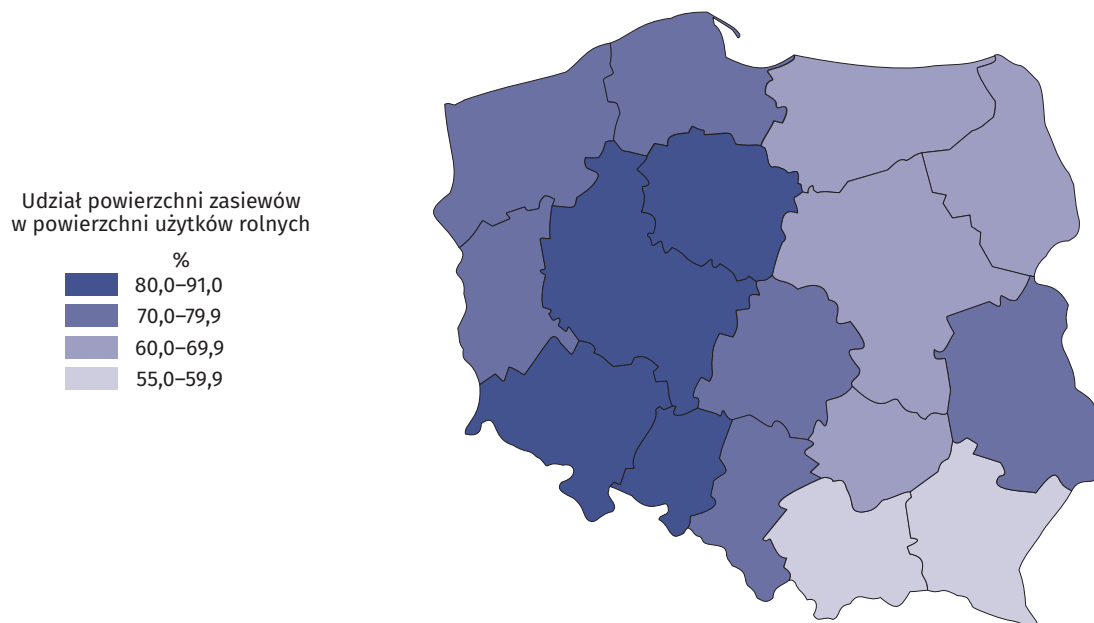 Udział powierzchni zasiewów
w powierzchni użytków rolnych
%
80,0–91,0
70,0–79,9
60,0–69,9
55,0–59,9